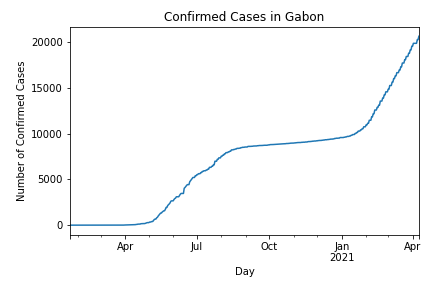 Confirmed Cases in Gabon
Number of Confirmed Cases
20000
15000
10000
5000
0
Apr Jul Oct Jan Apr
2021
Day